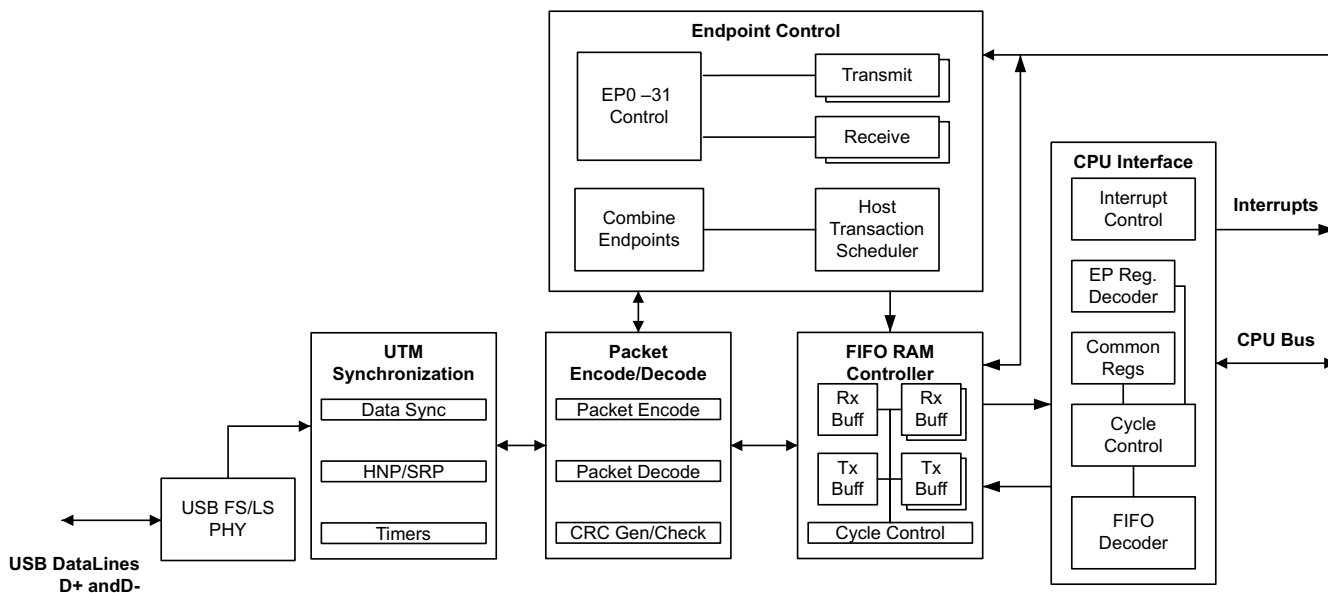 Endpoint Control
EP0 –31
Control
Transmit
Receive
Combine
Endpoints
Host
Transaction
Scheduler
CPU Interface
Interrupt
Control
Interrupts
EP Reg.
Decoder
Common
Regs
CPU Bus
Cycle
Control
FIFO
Decoder
UTM
Synchronization
Data Sync
HNP/SRP
Timers
Packet
Encode/Decode
Packet Encode
Packet Decode
CRC Gen/Check
FIFO RAM
Controller
Rx
Buff
Rx
Buff
Tx
Buff
Tx
Buff
Cycle Control
USB FS/LS
PHY
USB DataLines
D+ andD-